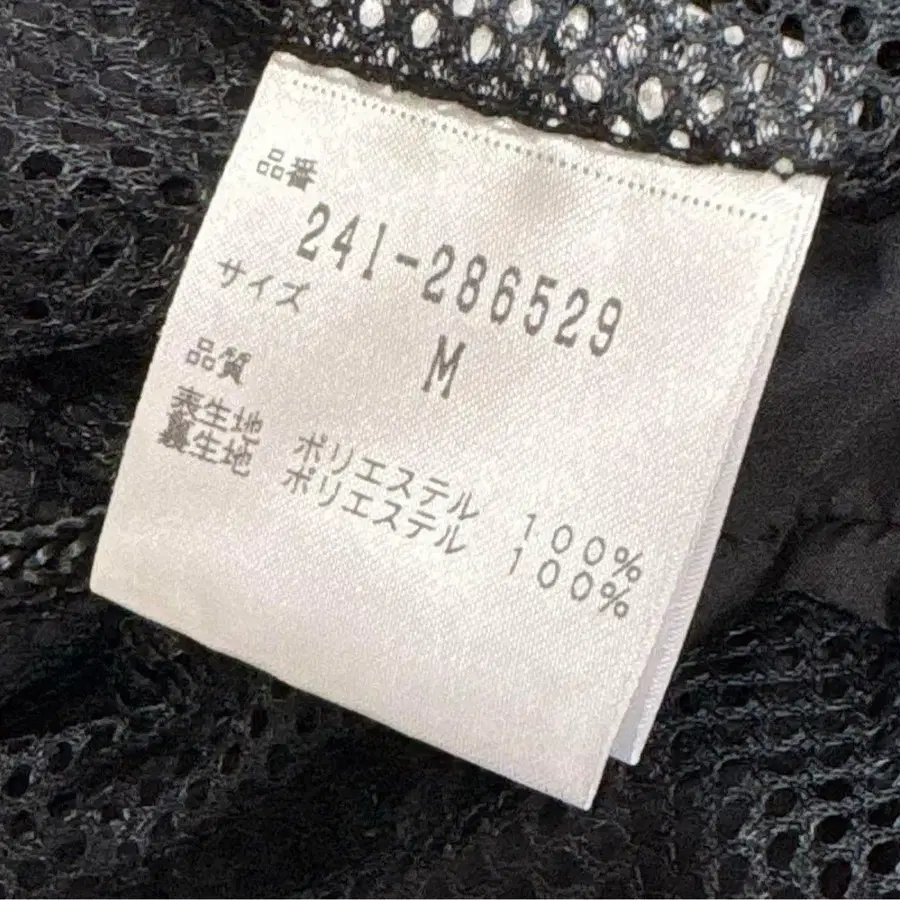 品番
241-286529
サイズ
M
品質
表生地 ポリエステル 100%
裏生地 ポリエステル 100%